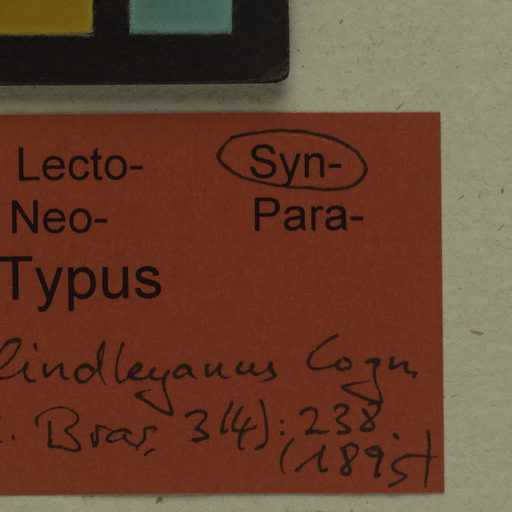 Lecto- Syn-
Neo- Para-
Typus
lindleyanus Cogn.
. Bras. 3(4): 238
(1895)